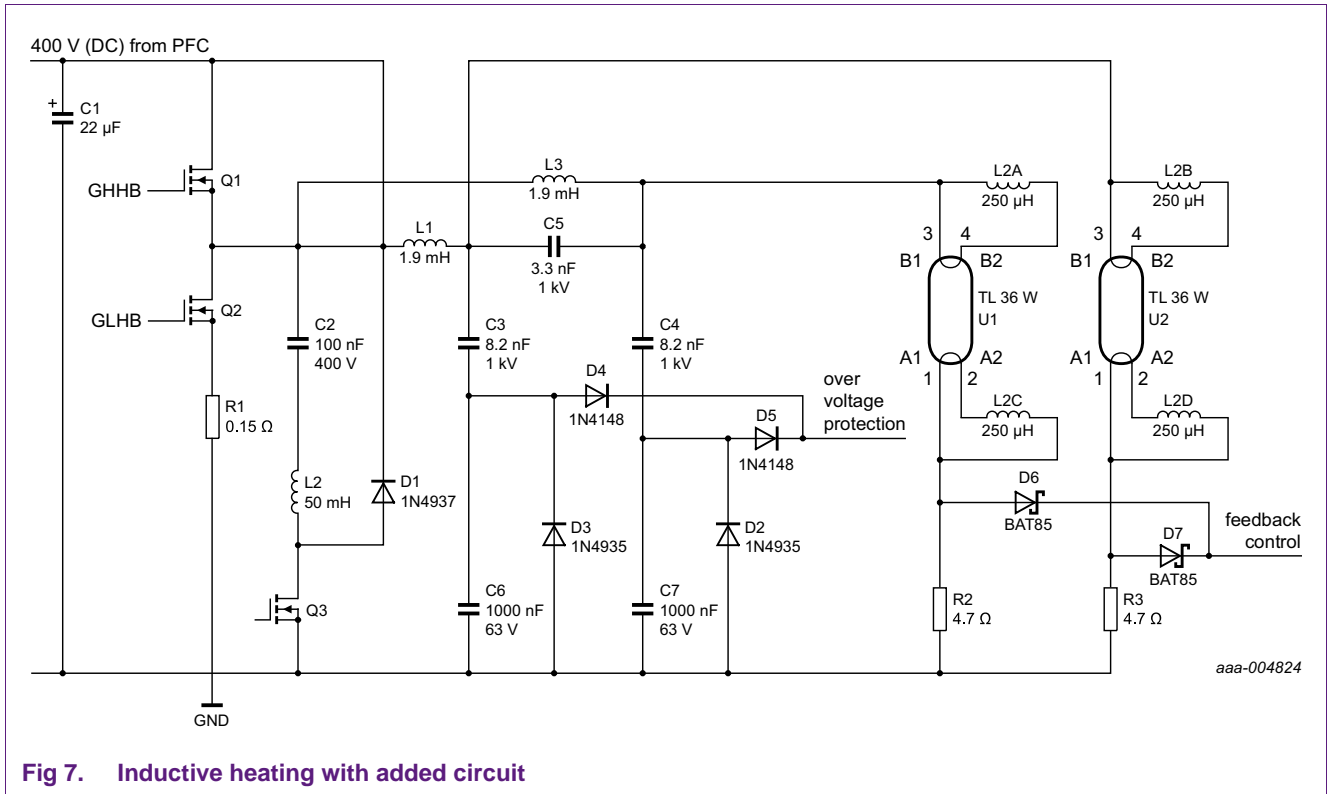 400 V (DC) from PFC
+
C1
22 µF
GHHB
Q1
GLHB
Q2
R1
0.15 Ω
C2
100 nF
400 V
L2
50 mH
Q3
D1
1N4937
L1
1.9 mH
L3
1.9 mH
C5
3.3 nF
1 kV
C3
8.2 nF
1 kV
C4
8.2 nF
1 kV
D4
1N4148
D5
1N4148
over
voltage
protection
D3
1N4935
D2
1N4935
C6
1000 nF
63 V
C7
1000 nF
63 V
L2A
250 µH
3 4
B1 B2
TL 36 W
U1
A1 A2
1 2
L2C
250 µH
L2B
250 µH
3 4
B1 B2
TL 36 W
U2
A1 A2
1 2
L2D
250 µH
D6
BAT85
D7
BAT85
feedback
control
R2
4.7 Ω
R3
4.7 Ω
GND
aaa-004824
Fig 7. Inductive heating with added circuit